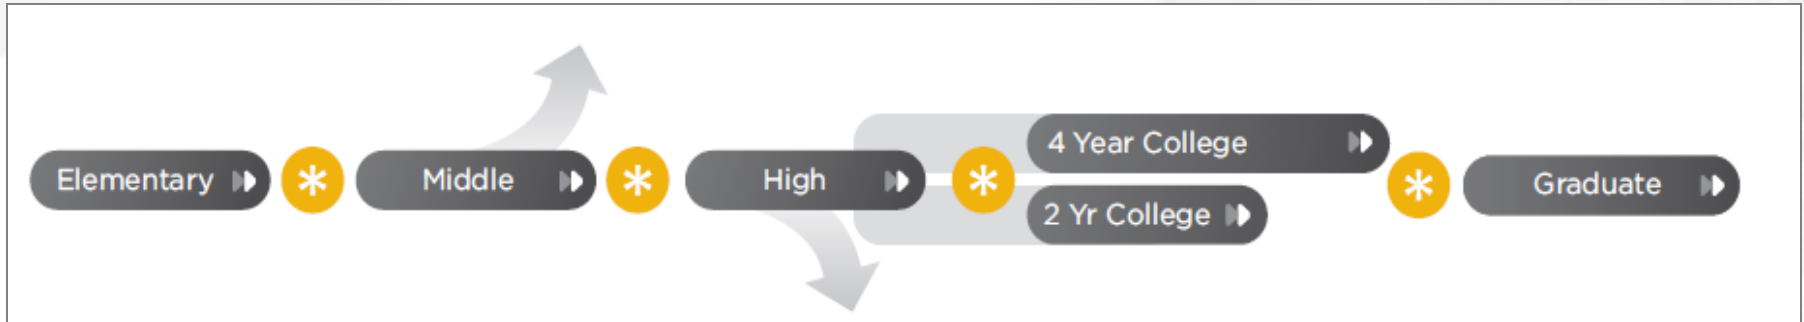 Elementary
*
Middle
*
High
*
4 Year College
2 Yr College
*
Graduate